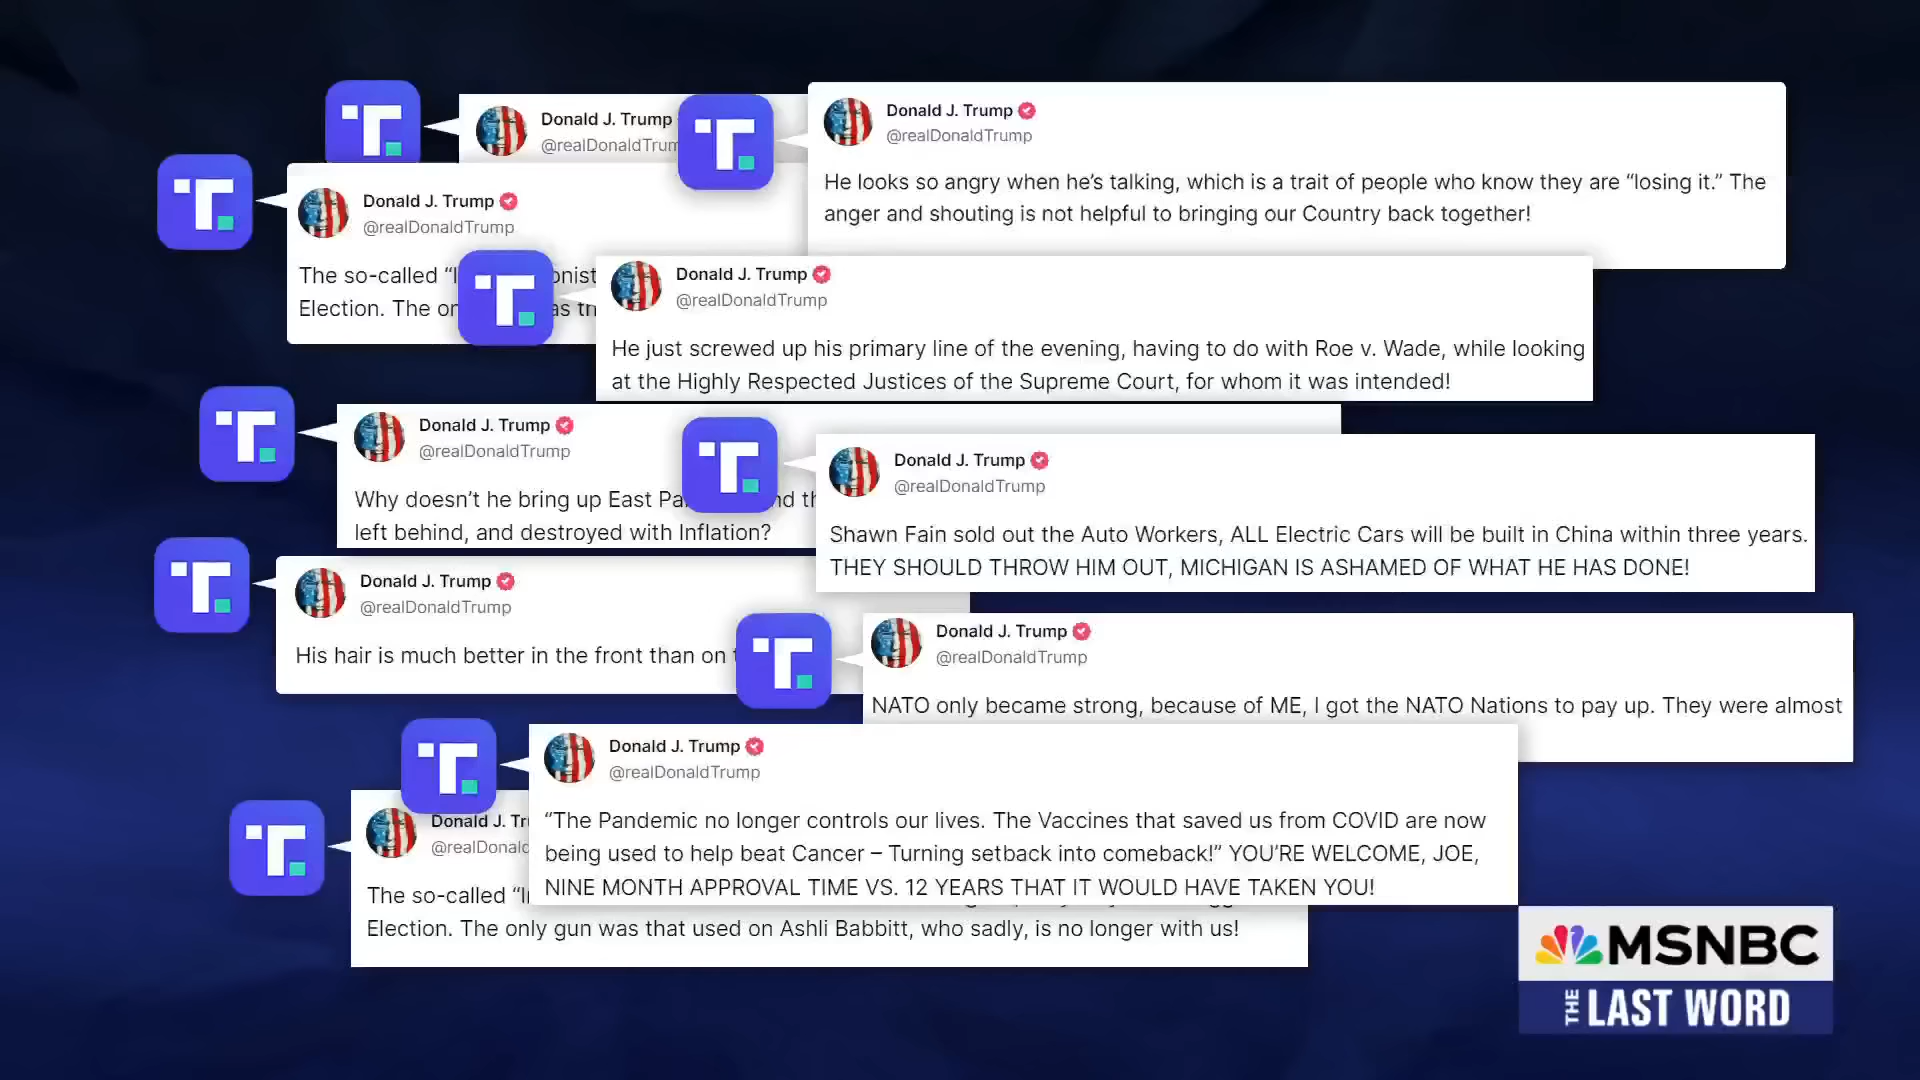 Donald J. Trump
@realDonaldTrum
Donald J. Trump
@realDonaldTrump
He looks so angry when he’s talking, which is a trait of people who know they are “losing it.” The
anger and shouting is not helpful to bringing our Country back together!
Donald J. Trump
@realDonaldTrump
The so-called
Election. The
Donald J. Trump
@realDonaldTrump
He just screwed up his primary line of the evening, having to do with Roe v. Wade, while looking
at the Highly Respected Justices of the Supreme Court, for whom it was intended!
Donald J. Trump
@realDonaldTrump
Why doesn’t he bring up East
left behind, and destroyed with Inflation?
Donald J. Trump
@realDonaldTrump
Shawn Fain sold out the Auto Workers, ALL Electric Cars will be built in China within three years.
THEY SHOULD THROW HIM OUT, MICHIGAN IS ASHAMED OF WHAT HE HAS DONE!
Donald J. Trump
@realDonaldTrump
His hair is much better in the front than on
Donald J. Trump
@realDonaldTrump
NATO only became strong, because of ME, I got the NATO Nations to pay up. They were almost
Donald J. Trump
@realDonaldTrump
“The Pandemic no longer controls our lives. The Vaccines that saved us from COVID are now
being used to help beat Cancer – Turning setback into comeback!” YOU’RE WELCOME, JOE,
NINE MONTH APPROVAL TIME VS. 12 YEARS THAT IT WOULD HAVE TAKEN YOU!
Donald J. Tr
@realDonald
The so-called
Election. The only gun was that used on Ashli Babbitt, who sadly, is no longer with us!
MSNBC
THE LAST WORD